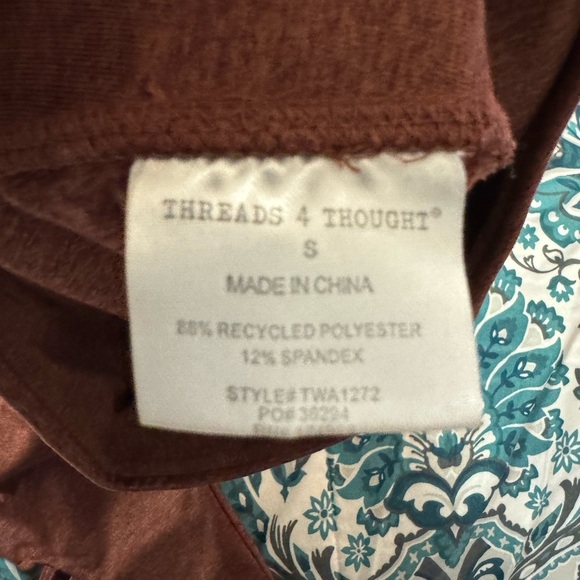 THREADS 4 THOUGHT®
S
MADE IN CHINA
88% RECYCLED POLYESTER
12% SPANDEX
STYLE#TWA1272
PO#36294